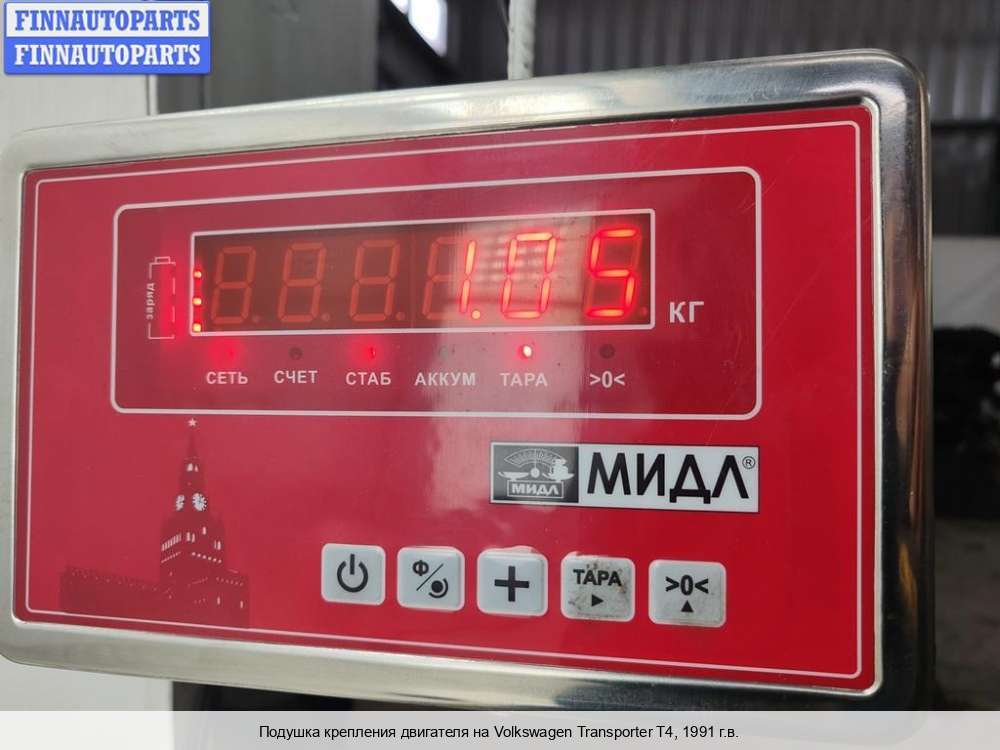 FINNAUTOPARTS
FINNAUTOPARTS
заряд
1.05
КГ
СЕТЬ СЧЕТ СТАБ АККУМ ТАРА >0<
МИДЛ МИДЛ®
Ф ТАРА >0<
Подушка крепления двигателя на Volkswagen Transporter T4, 1991 г.в.